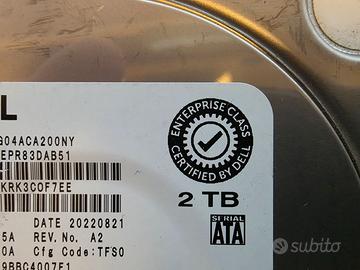 L
G04ACA200NY
EPR83DAB51
KRK3COF7EE
ENTERPRISE CLASS
CERTIFIED BY DELL
2 TB
SERIAL
ATA
DATE 20220821
5A REV.No. A2
0A Cfg Code:TFS0
9BBC4007F1
subito